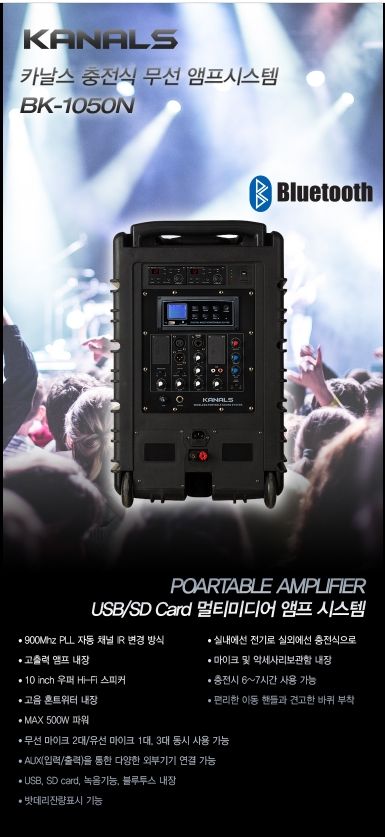 KANALS
카날스 충전식 무선 앰프시스템
BK-1050N
Bluetooth
KANALS
POARTABLE AMPLIFIER
USB/SD Card 멀티미디어 앰프 시스템
• 900Mhz PLL 자동 채널 IR 변경 방식
• 고출력 앰프 내장
• 10 inch 우퍼 Hi-Fi 스피커
• 고음 혼트위터 내장
• MAX 500W 파워
• 무선 마이크 2대/유선 마이크 1대, 3대 동시 사용 가능
• AUX(입력/출력)을 통한 다양한 외부기기 연결 가능
• USB, SD card, 녹음기능, 블루투스 내장
• 밧데리잔량표시 기능
• 실내에선 전기로 실외에선 충전식으로
• 마이크 및 악세사리보관함 내장
• 충전시 6~7시간 사용 가능
• 편리한 이동 핸들과 견고한 바퀴 부착